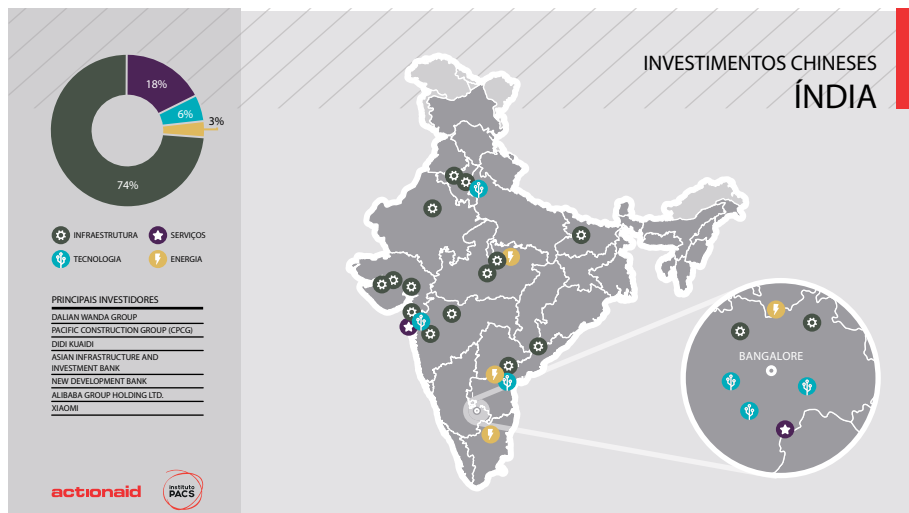 INVESTIMENTOS CHINESES
ÍNDIA
18%
6%
3%
74%
INFRAESTRUTURA
SERVIÇOS
TECNOLOGIA
ENERGIA
PRINCIPAIS INVESTIDORES
DALIAN WANDA GROUP
PACIFIC CONSTRUCTION GROUP (CPCG)
DIDI KUAIDI
ASIAN INFRASTRUCTURE AND
INVESTMENT BANK
NEW DEVELOPMENT BANK
ALIBABA GROUP HOLDING LTD.
XIAOMI
BANGALORE
actionaid
instituto
PACS